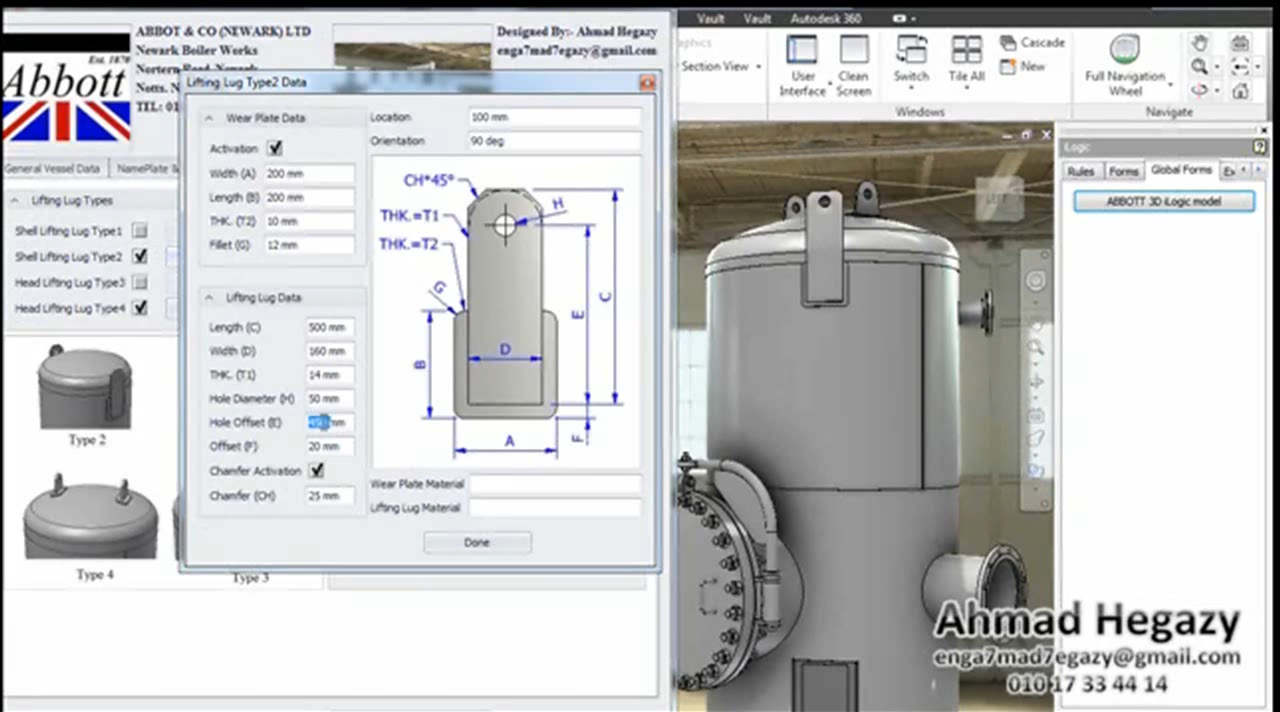 ABBOT & CO (NEWARK) LTD
Newark Boiler Works
Est. 1870
Abbott
Designed By:- Ahmad Hegazy
enga7mad7egazy@gmail.com
Vault
Vault
Autodesk 360
Section View
User Interface
Clean Screen
Switch
Tile All
Cascade
New
Full Navigation Wheel
Windows
Navigate
General Vessel Data
NamePlate
Lifting Lug Types
Shell Lifting Lug Type1
Shell Lifting Lug Type2
Head Lifting Lug Type3
Head Lifting Lug Type4
Type 2
Type 4
Type 3
Lifting Lug Type2 Data
Wear Plate Data
Activation
Width (A) 200 mm
Length (B) 200 mm
THK. (T2) 10 mm
Fillet (G) 12 mm
Lifting Lug Data
Length (C) 500 mm
Width (D) 160 mm
THK. (T1) 14 mm
Hole Diameter (H) 50 mm
Hole Offset (E) 450 mm
Offset (F) 20 mm
Chamfer Activation
Chamfer (CH) 25 mm
Location 100 mm
Orientation 90 deg
CH*45°
H
THK.=T1
THK.=T2
G
C
E
D
B
A
F
Wear Plate Material
Lifting Lug Material
Done
Rules
Forms
Global Forms
ABBOTT 3D iLogic model
Ahmad Hegazy
enga7mad7egazy@gmail.com
010 17 33 44 14